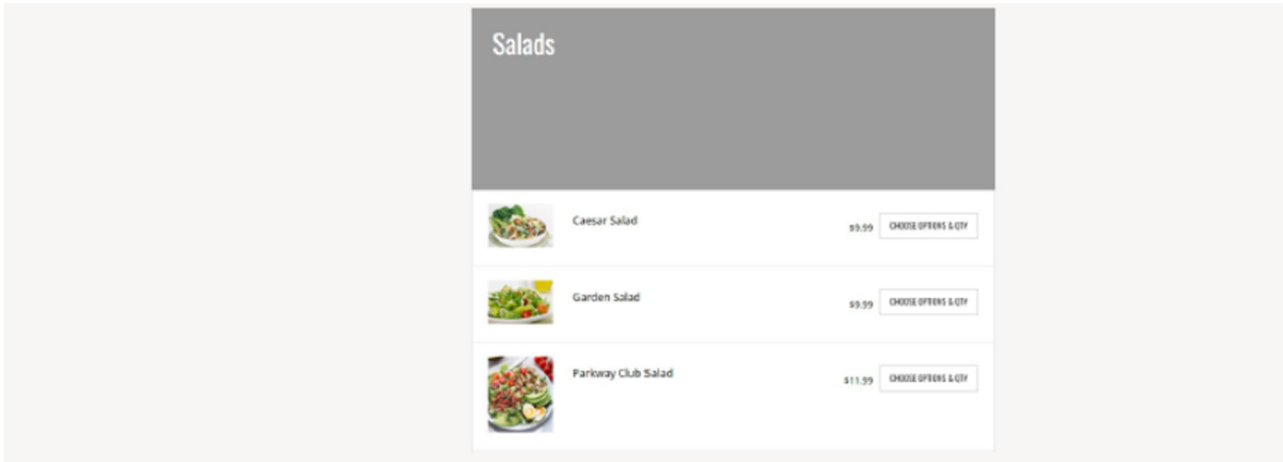 Salads
Caesar Salad
$9.99 CHOOSE OPTIONS & QTY
Garden Salad
$9.99 CHOOSE OPTIONS & QTY
Parkway Club Salad
$11.99 CHOOSE OPTIONS & QTY